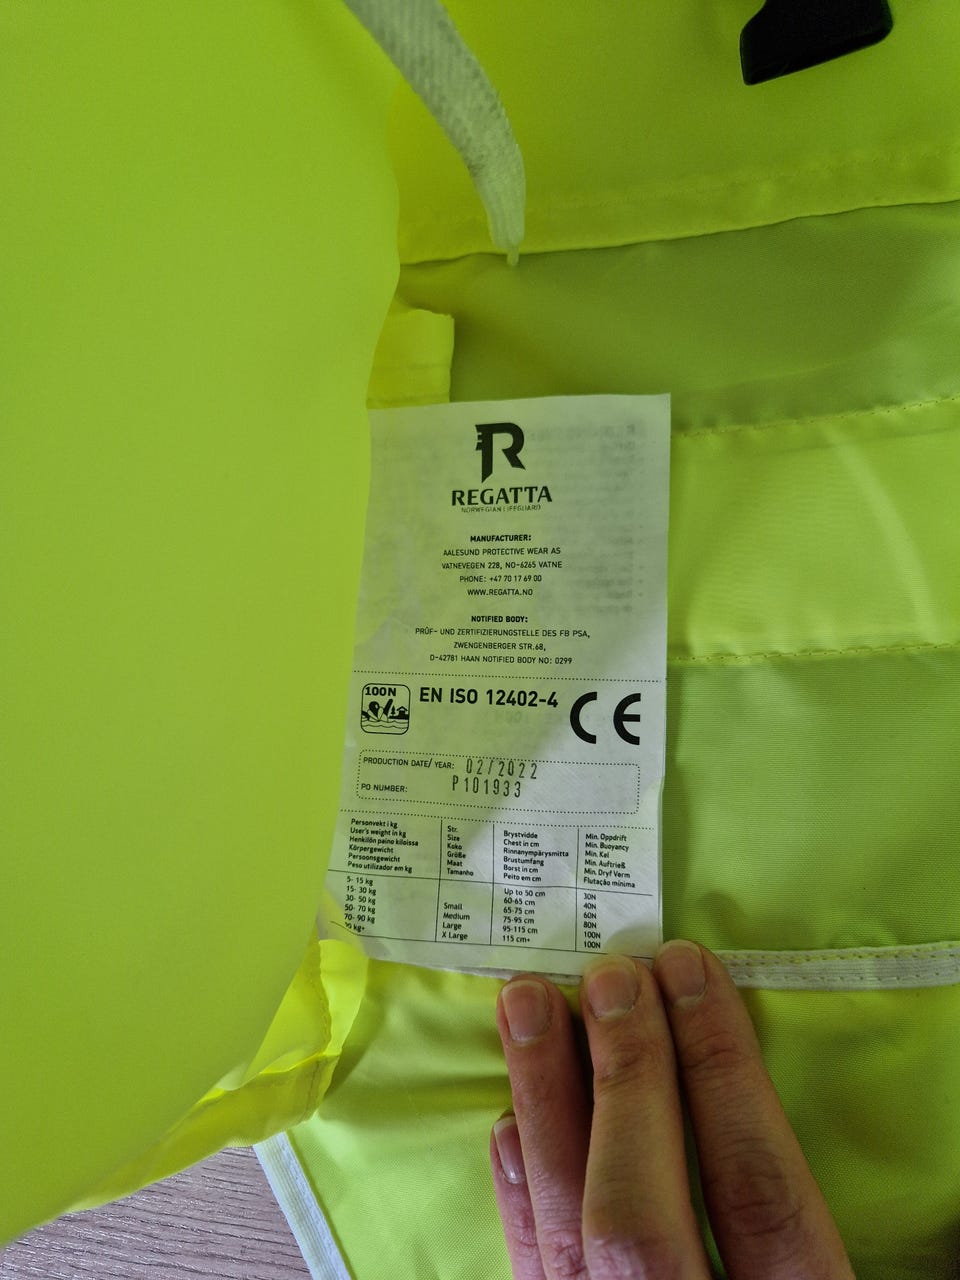 R
REGATTA
NORWEGIAN LIFEGUARD
MANUFACTURER:
AALESUND PROTECTIVE WEAR AS
VATNEVEGEN 228, NO-6265 VATNE
PHONE: +47 70 17 69 00
WWW.REGATTA.NO
NOTIFIED BODY:
PRÜF- UND ZERTIFIZIERUNGSTELLE DES FB PSA,
ZWENGENBERGER STR.68,
D-42781 HAAN NOTIFIED BODY NO: 0299
100N
EN ISO 12402-4 CE
PRODUCTION DATE/ YEAR: 02/2022
PO NUMBER: P101933
Personvekt i kg Str. Brystvidde Min. Oppdrift
User's weight in kg Size Chest in cm Min. Buoyancy
Henkilön paino kiloissa Koko Rinnanympärysmitta Min. Kel
Körpergewicht Größe Brustumfang Min. Auftrieß
Persoonsgewicht Maat Borst in cm Min. Dryf Verm
Peso utilizador em kg Tamanho Peito em cm Flutação mínima
5- 15 kg Up to 50 cm 30N
15- 30 kg 60-65 cm 40N
30- 50 kg Small 65-75 cm 60N
50- 70 kg Medium 75-95 cm 80N
70- 90 kg Large 95-115 cm 100N
kg+ X Large 115 cm+ 100N